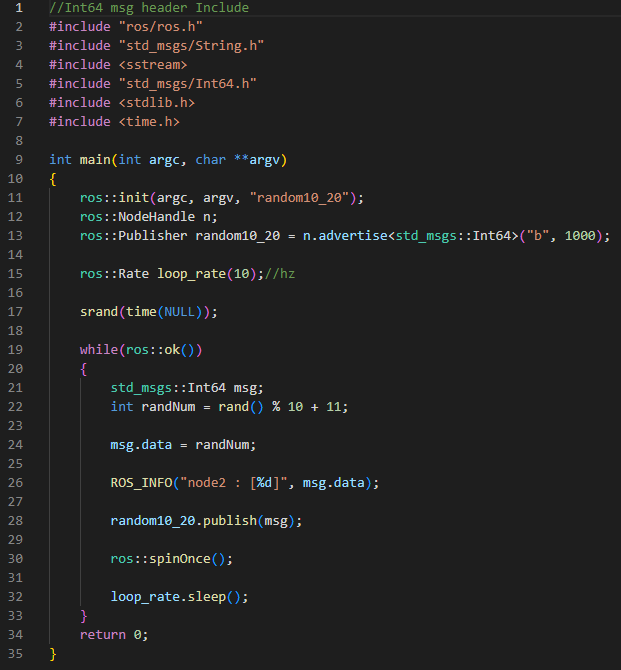 1 //Int64 msg header Include
2 #include "ros/ros.h"
3 #include "std_msgs/String.h"
4 #include <sstream>
5 #include "std_msgs/Int64.h"
6 #include <stdlib.h>
7 #include <time.h>
8
9 int main(int argc, char **argv)
10 {
11     ros::init(argc, argv, "random10_20");
12     ros::NodeHandle n;
13     ros::Publisher random10_20 = n.advertise<std_msgs::Int64>("b", 1000);
14
15     ros::Rate loop_rate(10);//hz
16
17     srand(time(NULL));
18
19     while(ros::ok())
20     {
21         std_msgs::Int64 msg;
22         int randNum = rand() % 10 + 11;
23
24         msg.data = randNum;
25
26         ROS_INFO("node2 : [%d]", msg.data);
27
28         random10_20.publish(msg);
29
30         ros::spinOnce();
31
32         loop_rate.sleep();
33     }
34     return 0;
35 }